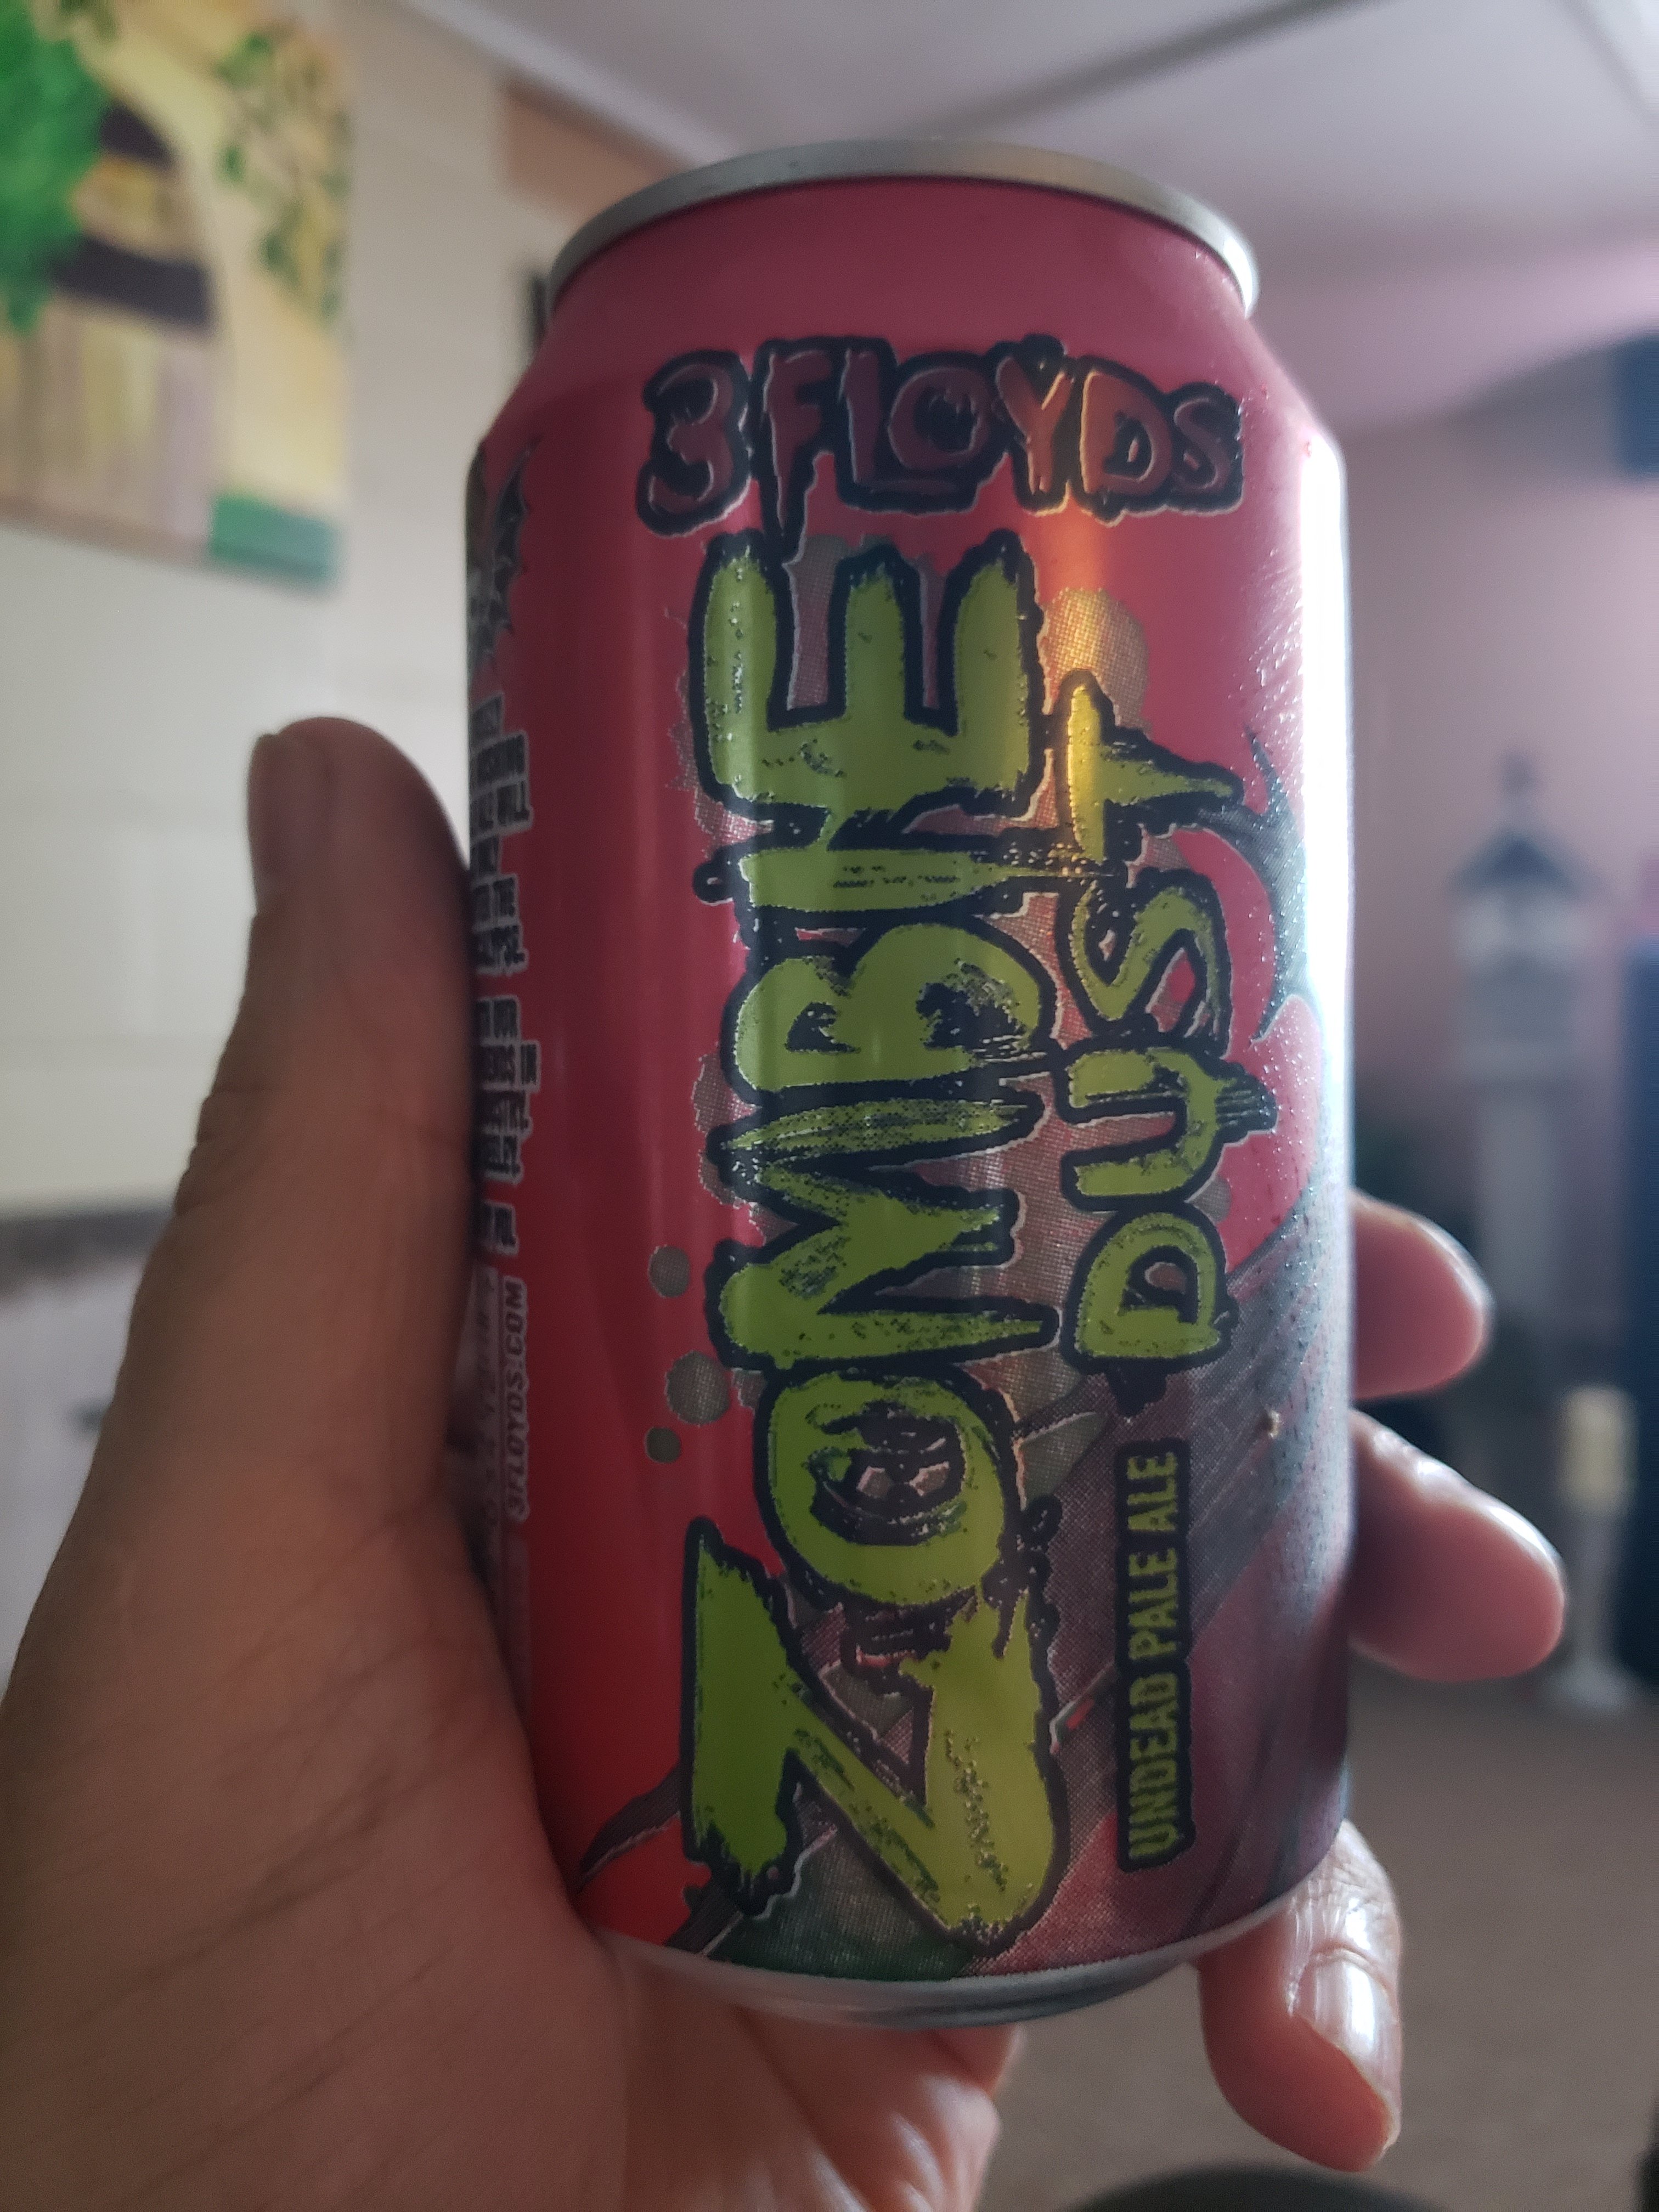 3 FLOYDS
ZOMBIE
DUST
UNDEAD PALE ALE
3FLOYDS.COM